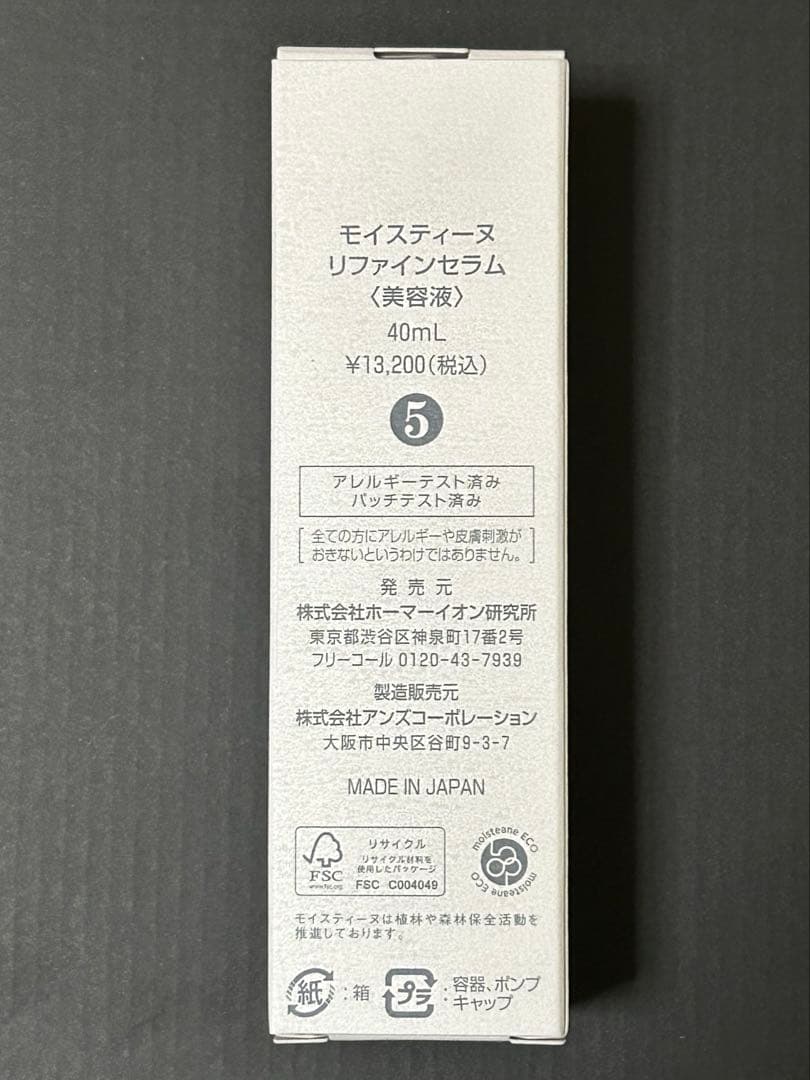 モイスティーヌ
リファインセラム
〈美容液〉
40mL
¥13,200(税込)
5
アレルギーテスト済み
パッチテスト済み
[全ての方にアレルギーや皮膚刺激が
おきないというわけではありません。]
発売元
株式会社ホーマーイオン研究所
東京都渋谷区神泉町17番2号
フリーコール 0120-43-7939
製造販売元
株式会社アンズコーポレーション
大阪市中央区谷町9-3-7
MADE IN JAPAN
FSC
www.fsc.org
リサイクル
リサイクル材料を
使用したパッケージ
FSC C004049
moisteane ECO
moisteane ECO
モイスティーヌは植林や森林保全活動を
推進しております。
紙:箱
プラ:容器、ポンプ
:キャップ